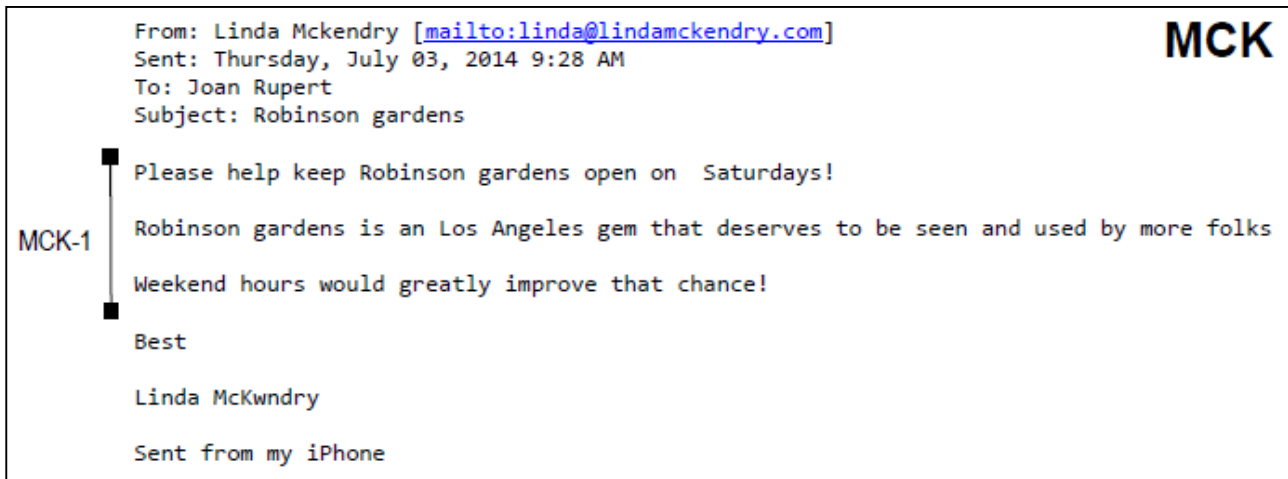 From: Linda Mckendry [mailto:linda@lindamckendry.com]
MCK
Sent: Thursday, July 03, 2014 9:28 AM
To: Joan Rupert
Subject: Robinson gardens
Please help keep Robinson gardens open on  Saturdays!
MCK-1
Robinson gardens is an Los Angeles gem that deserves to be seen and used by more folks
Weekend hours would greatly improve that chance!
Best
Linda McKwndry
Sent from my iPhone